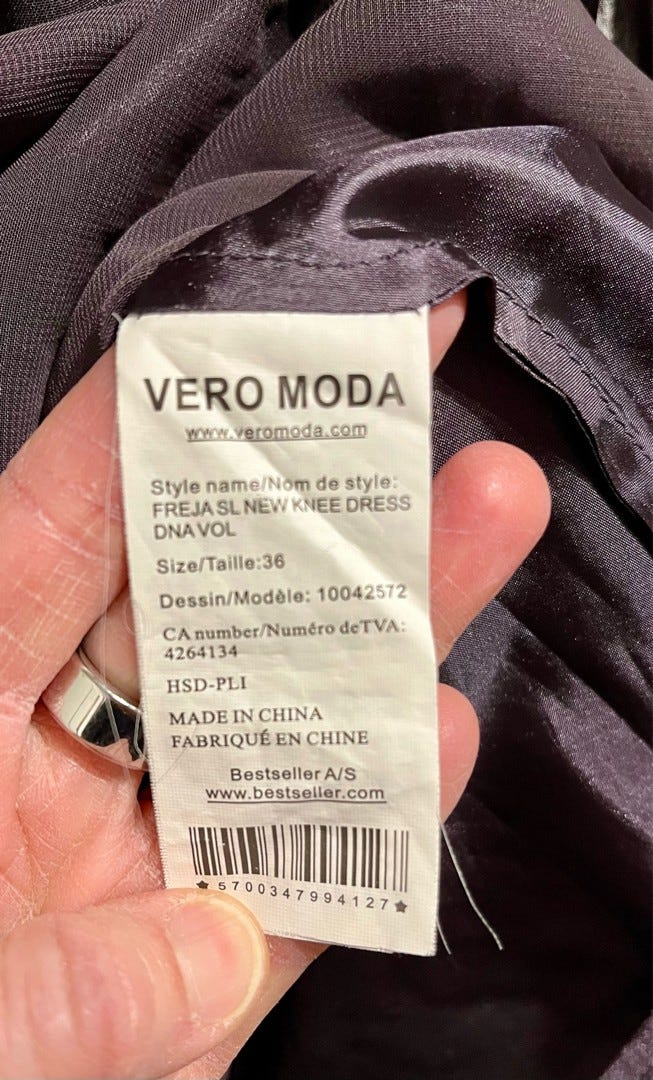 VERO MODA
www.veromoda.com
Style name/Nom de style:
FREJA SL NEW KNEE DRESS
DNA VOL
Size/Taille:36
Dessin/Modèle: 10042572
CA number/Numéro deTVA:
4264134
HSD-PLI
MADE IN CHINA
FABRIQUÉ EN CHINE
Bestseller A/S
www.bestseller.com
★5700347994127★